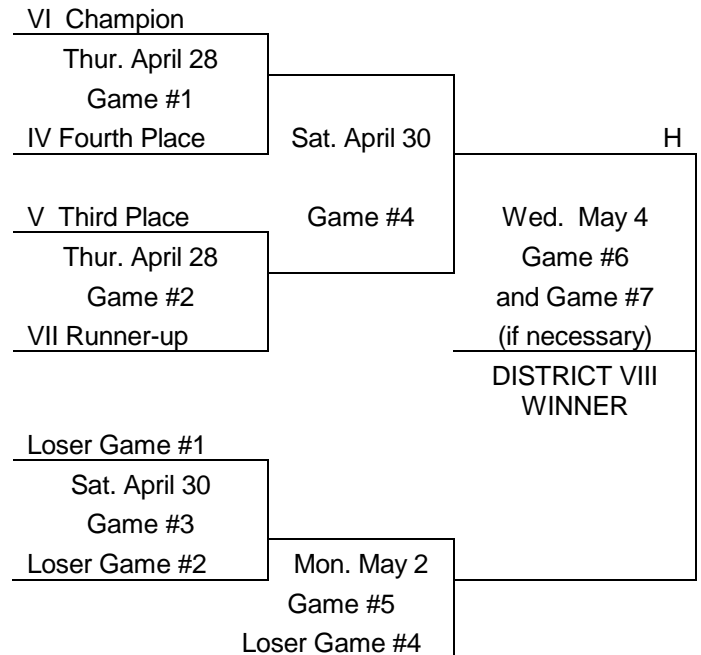 VI Champion
Thur. April 28
Game #1
IV Fourth Place
Sat. April 30
H
V Third Place
Game #4
Wed. May 4
Thur. April 28
Game #6
Game #2
and Game #7
VII Runner-up
(if necessary)
DISTRICT VIII
WINNER
Loser Game #1
Sat. April 30
Game #3
Loser Game #2
Mon. May 2
Game #5
Loser Game #4